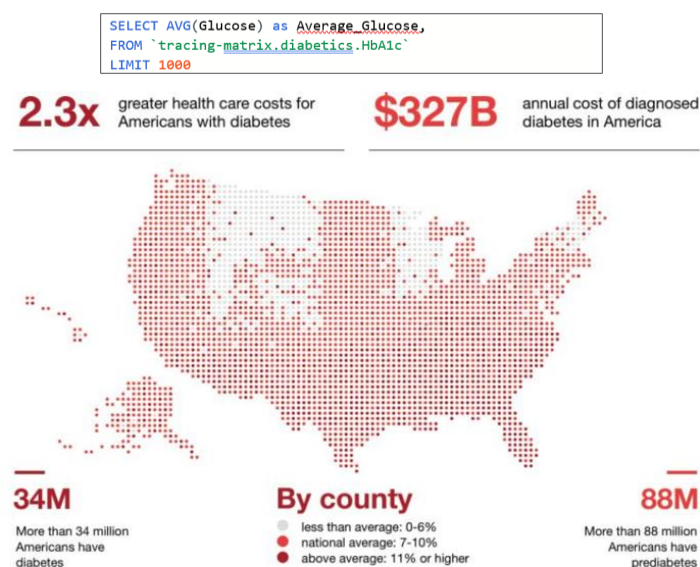 SELECT AVG(Glucose) as Average_Glucose,
FROM `tracing-matrix.diabetics.HbA1c`
LIMIT 1000
2.3x
greater health care costs for
Americans with diabetes
$327B
annual cost of diagnosed
diabetes in America
34M
More than 34 million
Americans have
diabetes
By county
less than average: 0-6%
national average: 7-10%
above average: 11% or higher
88M
More than 88 million
Americans have
prediabetes